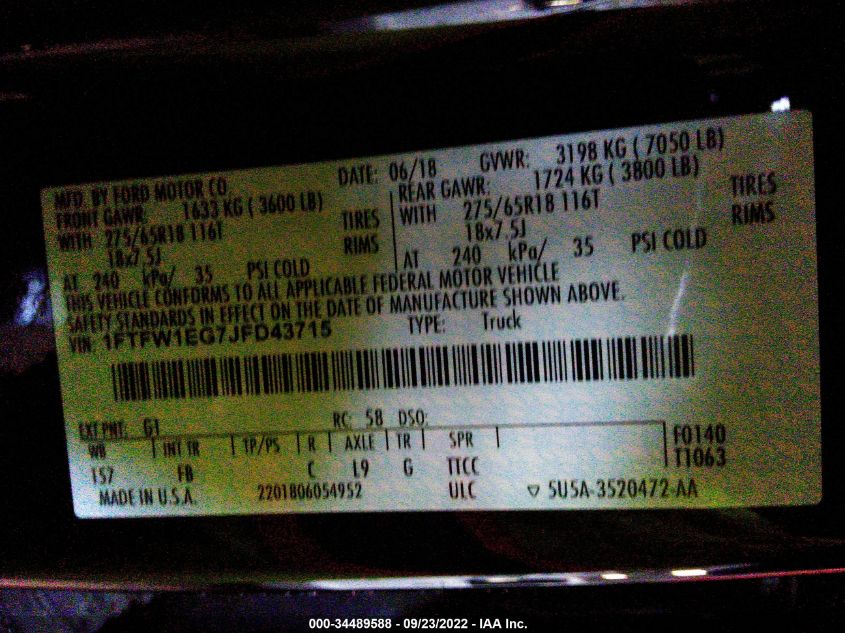 MFD. BY FORD MOTOR CO.
DATE: 06/18 GVWR: 3198 KG ( 7050 LB)
FRONT GAWR: 1633 KG ( 3600 LB)
WITH 275/65R18 116T TIRES
18x7.5J RIMS
AT 240 kPa/ 35 PSI COLD
REAR GAWR: 1724 KG ( 3800 LB)
WITH 275/65R18 116T TIRES
18x7.5J RIMS
AT 240 kPa/ 35 PSI COLD
THIS VEHICLE CONFORMS TO ALL APPLICABLE FEDERAL MOTOR VEHICLE
SAFETY STANDARDS IN EFFECT ON THE DATE OF MANUFACTURE SHOWN ABOVE.
VIN: 1FTFW1EG7JFD43715 TYPE: Truck
EXT PNT: G1 RC: 58 DSO:
WB INT TR TP/PS R AXLE TR SPR F0140
157 FB C L9 G TTCC T1063
MADE IN U.S.A. 2201806054952 ULC ▽ 5U5A-3520472-AA
000-34489588 - 09/23/2022 - IAA Inc.